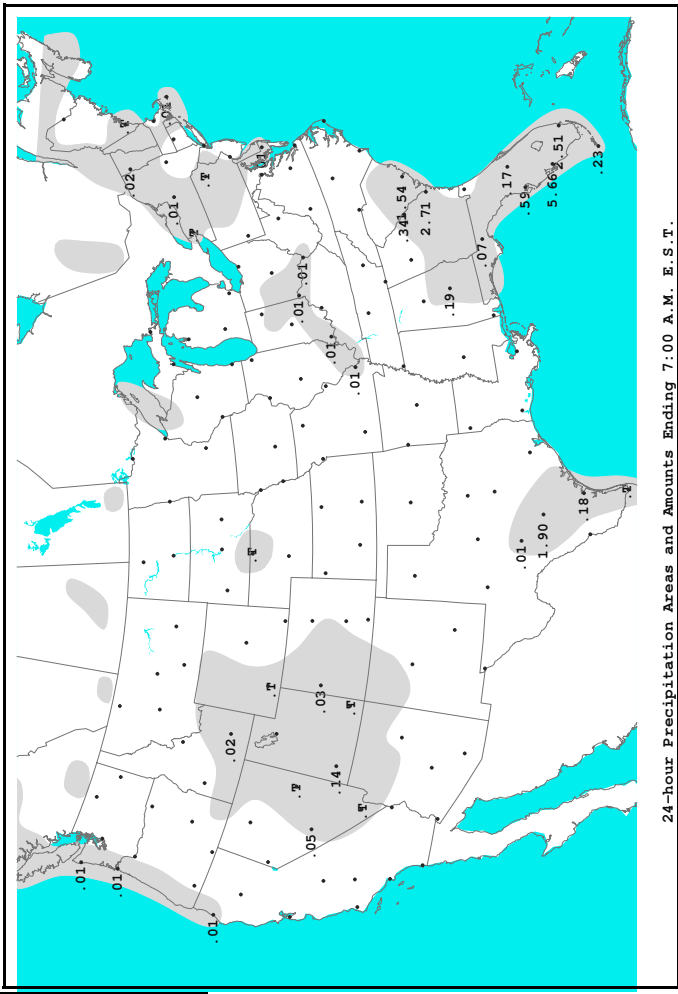 24-hour Precipitation Areas and Amounts Ending 7:00 A.M. E.S.T.
.01
.01
.01
.02
.05
T
.14
T
T
.03
T
.02
T
.01
1.90
.18
T
.01
.01
.01
.01
.19
.07
2.71
.54
.17
.59
5.66
.51
.23
T
.01
T
.02
T
.01
.01